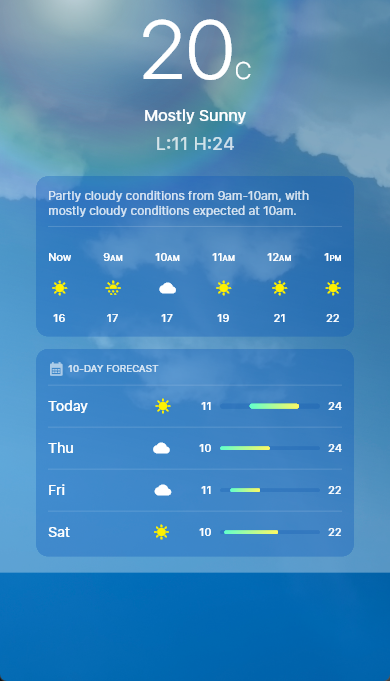 20C
Mostly Sunny
L:11 H:24
Partly cloudy conditions from 9am-10am, with
mostly cloudy conditions expected at 10am.
Now 9AM 10AM 11AM 12AM 1PM
16 17 17 19 21 22
10-DAY FORECAST
Today 11 24
Thu 10 24
Fri 11 22
Sat 10 22